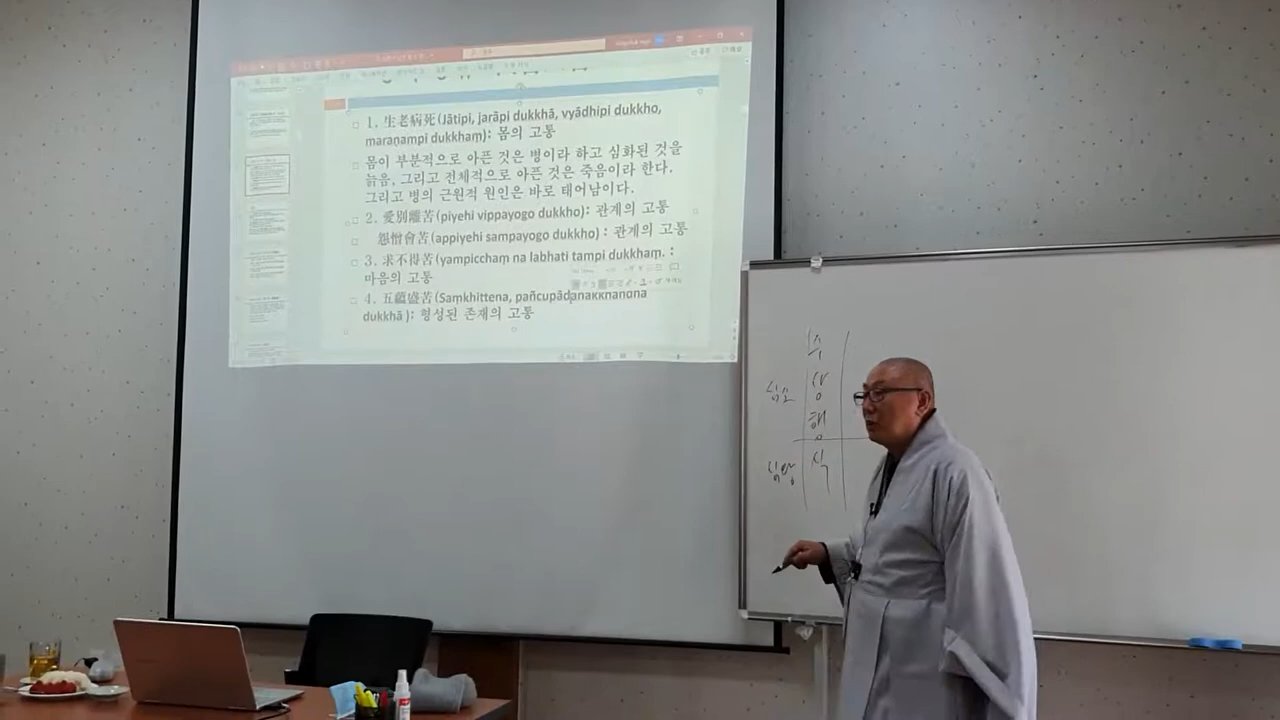 1. 生老病死(Jātipi, jarāpi dukkhā, vyādhipi dukkho,
maraṇampi dukkhaṃ): 몸의 고통
몸이 부분적으로 아픈 것은 병이라 하고 심화된 것을
늙음, 그리고 전체적으로 아픈 것은 죽음이라 한다.
그리고 병의 근원적 원인은 바로 태어남이다.
2. 愛別離苦(piyehi vippayogo dukkho): 관계의 고통
怨憎會苦(appiyehi sampayogo dukkho) : 관계의 고통
3. 求不得苦(yampicchaṃ na labhati tampi dukkhaṃ. :
마음의 고통
4. 五蘊盛苦(Saṃkhittena, pañcupādanakkhandha
dukkhā ): 형성된 존재의 고통
수
심소 상
행
심왕 식